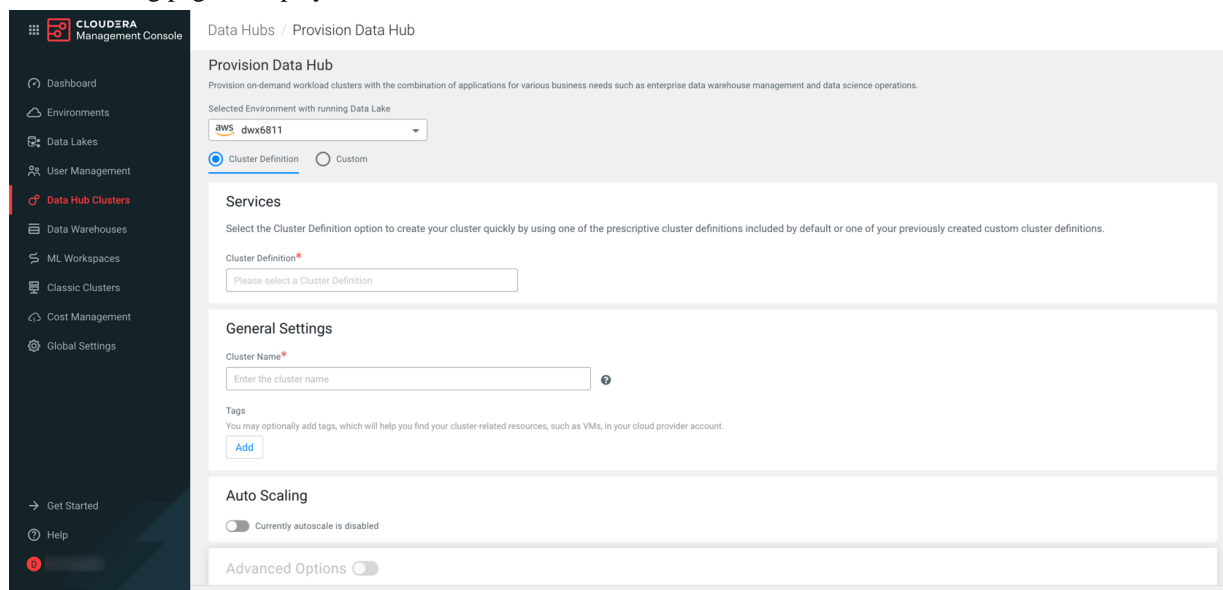 CLOUDERA
Management Console
Data Hubs / Provision Data Hub
Dashboard
Environments
Data Lakes
User Management
Data Hub Clusters
Data Warehouses
ML Workspaces
Classic Clusters
Cost Management
Global Settings
Get Started
Help
D
Provision Data Hub
Provision on-demand workload clusters with the combination of applications for various business needs such as enterprise data warehouse management and data science operations.
Selected Environment with running Data Lake
aws dwx6811
Cluster Definition Custom
Services
Select the Cluster Definition option to create your cluster quickly by using one of the prescriptive cluster definitions included by default or one of your previously created custom cluster definitions.
Cluster Definition*
Please select a Cluster Definition
General Settings
Cluster Name*
Enter the cluster name
Tags
You may optionally add tags, which will help you find your cluster-related resources, such as VMs, in your cloud provider account.
Add
Auto Scaling
Currently autoscale is disabled
Advanced Options